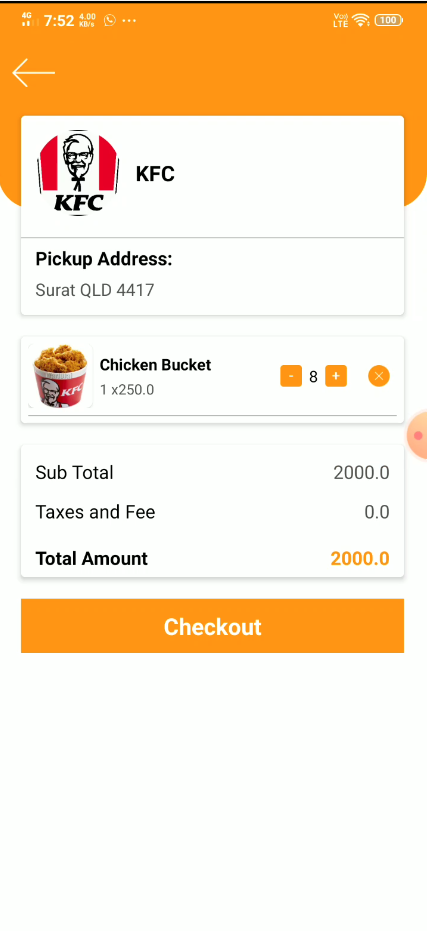 4G 7:52 4.00 KB/s ... Vo)) LTE 100
KFC
KFC
Pickup Address:
Surat QLD 4417
KFC
Chicken Bucket
1 x250.0
- 8 +
Sub Total 2000.0
Taxes and Fee 0.0
Total Amount 2000.0
Checkout